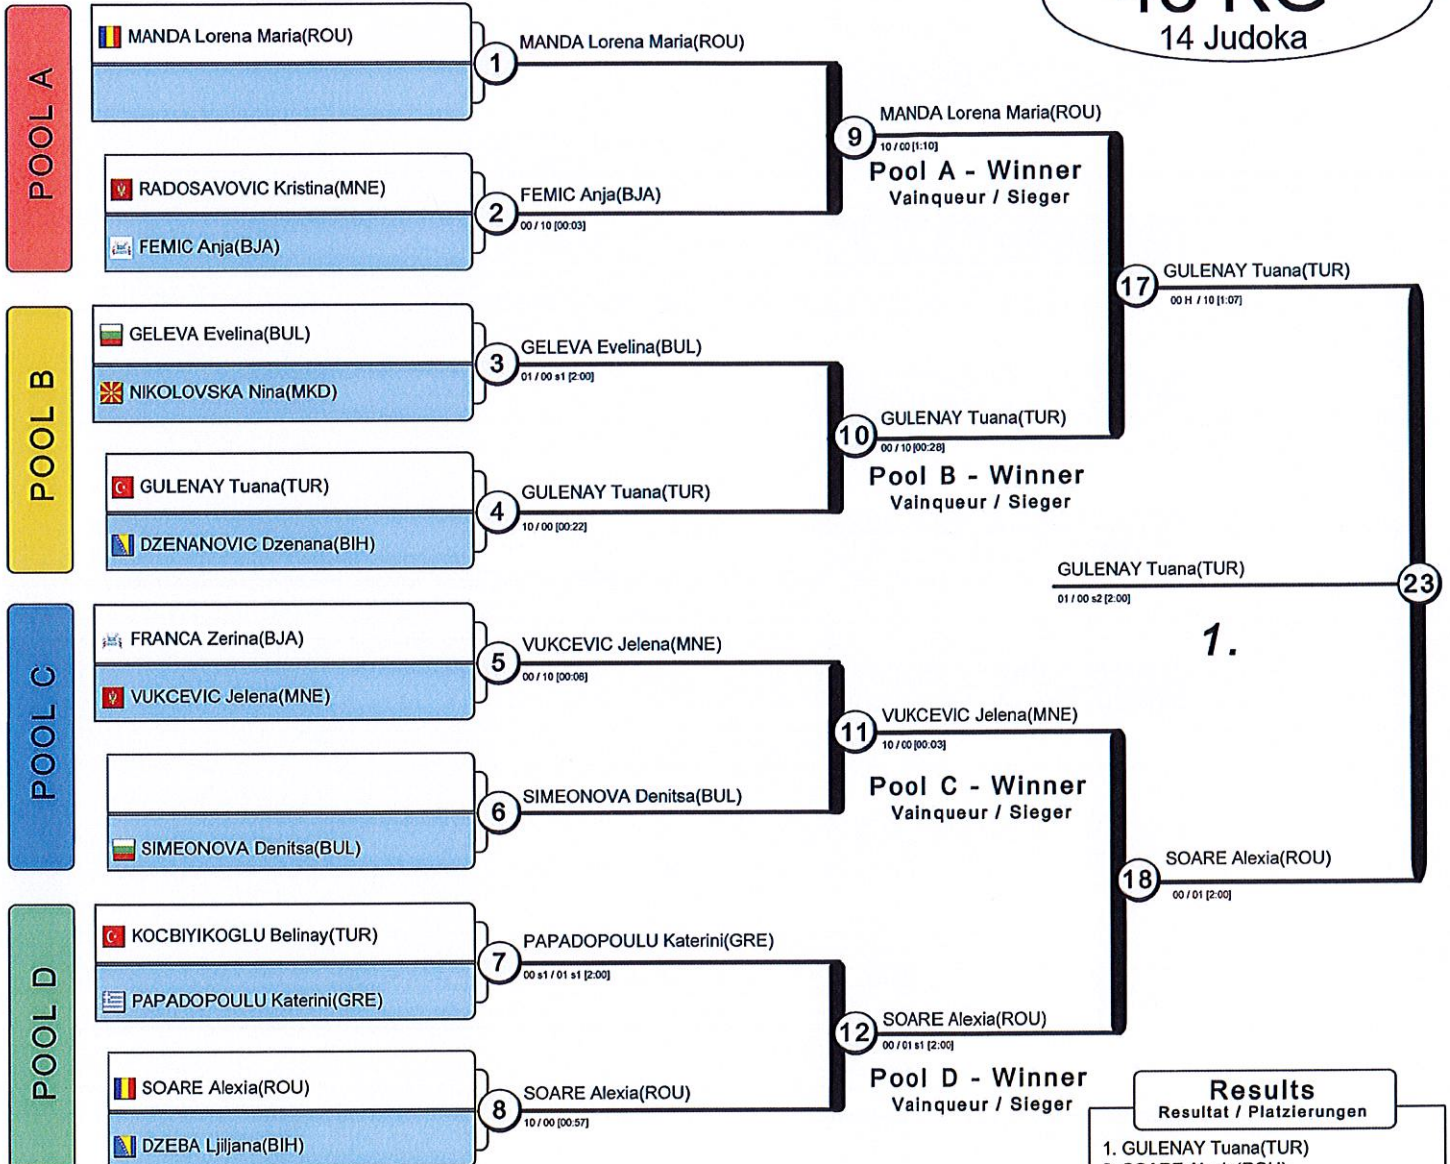 14 Judoka
POOL A
MANDA Lorena Maria(ROU)
RADOSAVOVIC Kristina(MNE)
FEMIC Anja(BJA)
1
MANDA Lorena Maria(ROU)
2
FEMIC Anja(BJA)
00 / 10 [00:03]
9
MANDA Lorena Maria(ROU)
10 / 00 [1:10]
Pool A - Winner
Vainqueur / Sieger
POOL B
GELEVA Evelina(BUL)
NIKOLOVSKA Nina(MKD)
GULENAY Tuana(TUR)
DZENANOVIC Dzenana(BIH)
3
GELEVA Evelina(BUL)
01 / 00 s1 [2:00]
4
GULENAY Tuana(TUR)
10 / 00 [00:22]
10
GULENAY Tuana(TUR)
00 / 10 [00:28]
Pool B - Winner
Vainqueur / Sieger
17
GULENAY Tuana(TUR)
00 H / 10 [1:07]
GULENAY Tuana(TUR)
01 / 00 s2 [2:00]
23
1.
POOL C
FRANCA Zerina(BJA)
VUKCEVIC Jelena(MNE)
SIMEONOVA Denitsa(BUL)
5
VUKCEVIC Jelena(MNE)
00 / 10 [00:06]
6
SIMEONOVA Denitsa(BUL)
11
VUKCEVIC Jelena(MNE)
10 / 00 [00:03]
Pool C - Winner
Vainqueur / Sieger
18
SOARE Alexia(ROU)
00 / 01 [2:00]
POOL D
KOCBIYIKOGLU Belinay(TUR)
PAPADOPOULU Katerini(GRE)
SOARE Alexia(ROU)
DZEBA Ljiljana(BIH)
7
PAPADOPOULU Katerini(GRE)
00 s1 / 01 s1 [2:00]
8
SOARE Alexia(ROU)
10 / 00 [00:57]
12
SOARE Alexia(ROU)
00 / 01 s1 [2:00]
Pool D - Winner
Vainqueur / Sieger
Results
Resultat / Platzierungen
1. GULENAY Tuana(TUR)